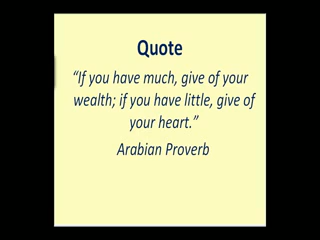 Quote
“If you have much, give of your
wealth; if you have little, give of
your heart.”
Arabian Proverb